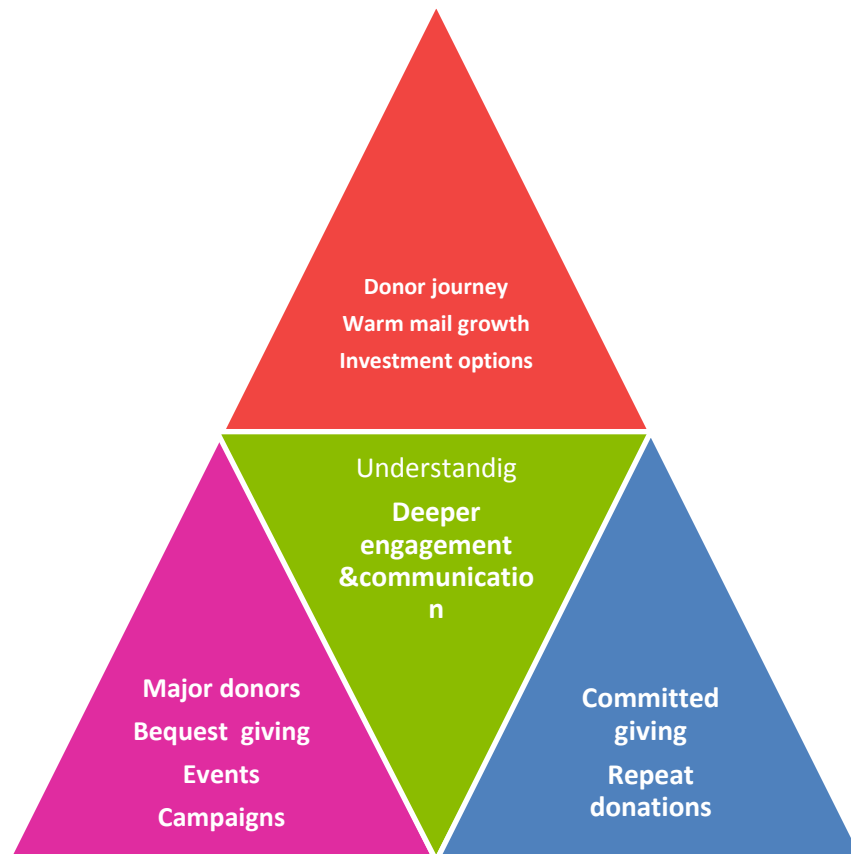 Donor journey
Warm mail growth
Investment options
Understandig
Deeper
engagement
&communicatio
n
Major donors
Bequest  giving
Events
Campaigns
Committed
giving
Repeat
donations